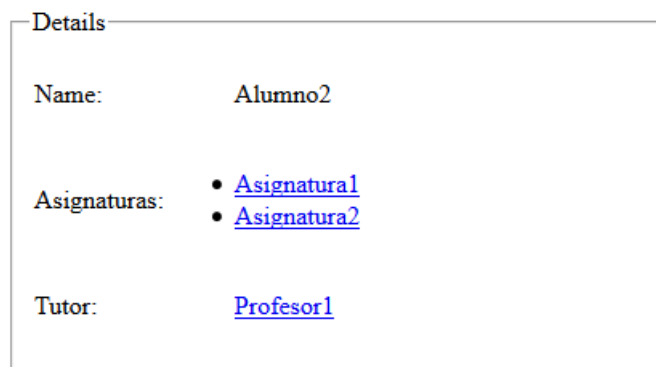 Details
Name: Alumno2
Asignaturas:
Asignatura1
Asignatura2
Tutor: Profesor1